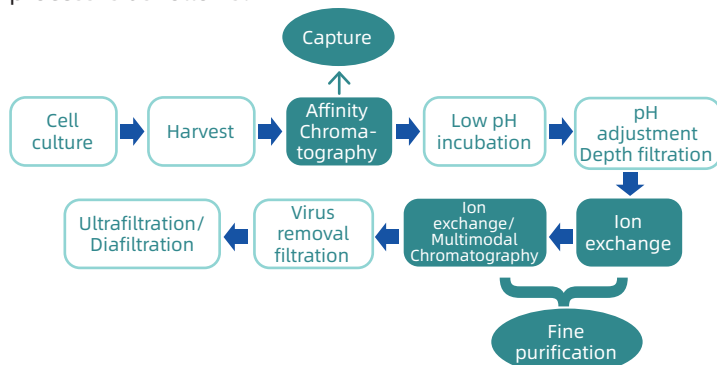 Capture
Cell
culture
Harvest
Affinity
Chroma-
tography
Low pH
incubation
pH
adjustment
Depth filtration
Ultrafiltration/
Diafiltration
Virus
removal
filtration
Ion
exchange/
Multimodal
Chromatography
Ion
exchange
Fine
purification